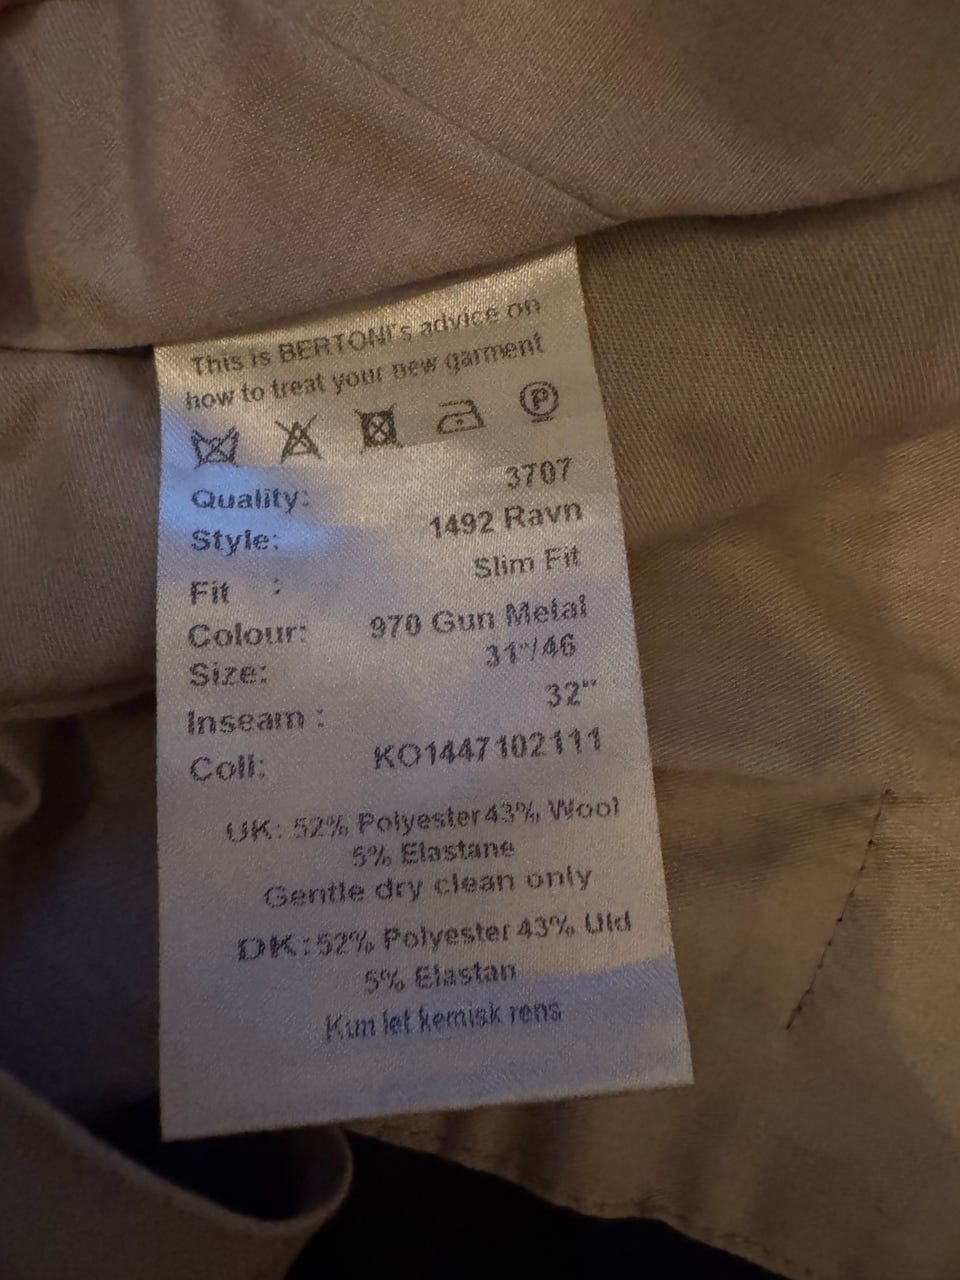 This is BERTONI's advice on
how to treat your new garment
P
Quality: 3707
Style: 1492 Ravn
Fit : Slim Fit
Colour: 970 Gun Metal
Size: 31"/46
Inseam : 32"
Coll: KO1447102111
UK: 52% Polyester43% Wool
5% Elastane
Gentle dry clean only
DK:52% Polyester 43% Uld
5% Elastan
Kun let kemisk rens